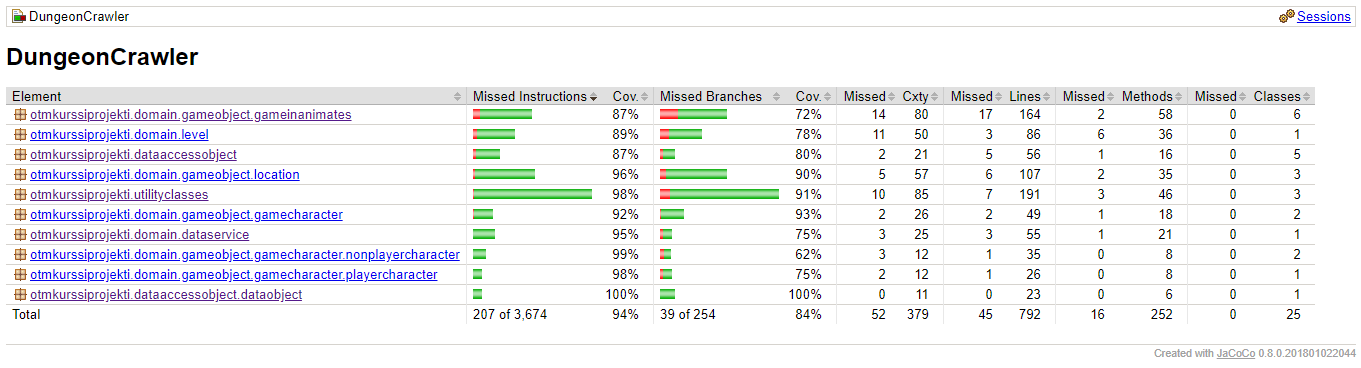 DungeonCrawler Sessions
DungeonCrawler
Element Missed Instructions Cov. Missed Branches Cov. Missed Cxty Missed Lines Missed Methods Missed Classes
otmkurssiprojekti.domain.gameobject.gameinanimates 87% 72% 14 80 17 164 2 58 0 6
otmkurssiprojekti.domain.level 89% 78% 11 50 3 86 6 36 0 1
otmkurssiprojekti.dataaccessobject 87% 80% 2 21 5 56 1 16 0 5
otmkurssiprojekti.domain.gameobject.location 96% 90% 5 57 6 107 2 35 0 3
otmkurssiprojekti.utilityclasses 98% 91% 10 85 7 191 3 46 0 3
otmkurssiprojekti.domain.gameobject.gamecharacter 92% 93% 2 26 2 49 1 18 0 2
otmkurssiprojekti.domain.dataservice 95% 75% 3 25 3 55 1 21 0 1
otmkurssiprojekti.domain.gameobject.gamecharacter.nonplayercharacter 99% 62% 3 12 1 35 0 8 0 2
otmkurssiprojekti.domain.gameobject.gamecharacter.playercharacter 98% 75% 2 12 1 26 0 8 0 1
otmkurssiprojekti.dataaccessobject.dataobject 100% 100% 0 11 0 23 0 6 0 1
Total 207 of 3,674 94% 39 of 254 84% 52 379 45 792 16 252 0 25
Created with JaCoCo 0.8.0.201801022044